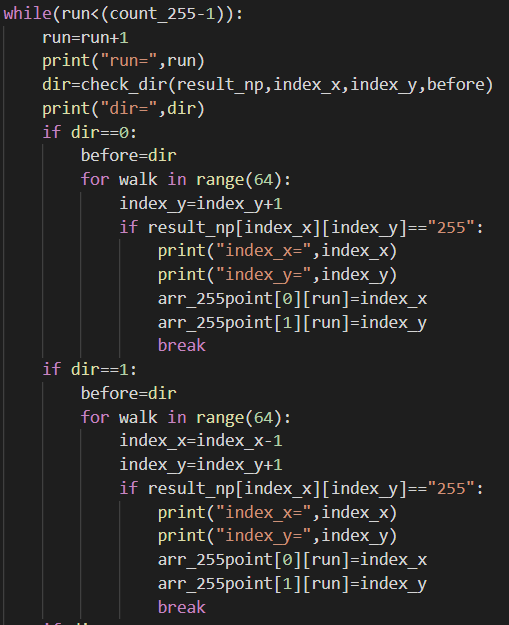 while(run<(count_255-1)):
    run=run+1
    print("run=",run)
    dir=check_dir(result_np,index_x,index_y,before)
    print("dir=",dir)
    if dir==0:
        before=dir
        for walk in range(64):
            index_y=index_y+1
            if result_np[index_x][index_y]=="255":
                print("index_x=",index_x)
                print("index_y=",index_y)
                arr_255point[0][run]=index_x
                arr_255point[1][run]=index_y
                break
    if dir==1:
        before=dir
        for walk in range(64):
            index_x=index_x-1
            index_y=index_y+1
            if result_np[index_x][index_y]=="255":
                print("index_x=",index_x)
                print("index_y=",index_y)
                arr_255point[0][run]=index_x
                arr_255point[1][run]=index_y
                break